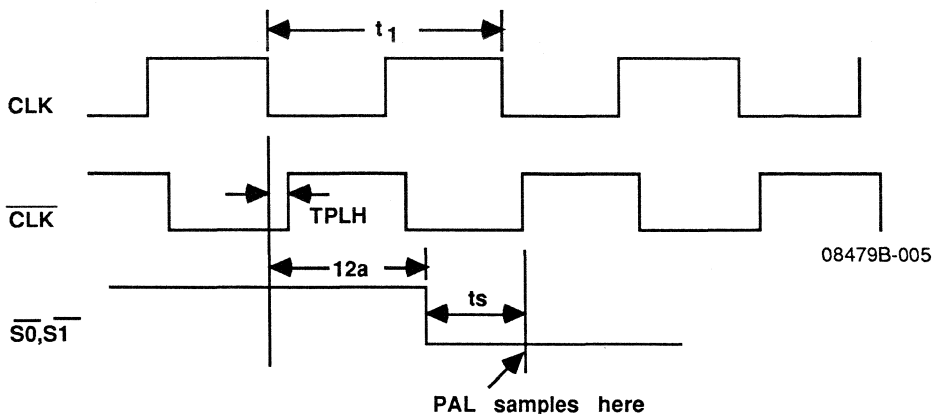 t1
CLK
CLK
TPLH
08479B-005
12a
ts
S0,S1
PAL samples here